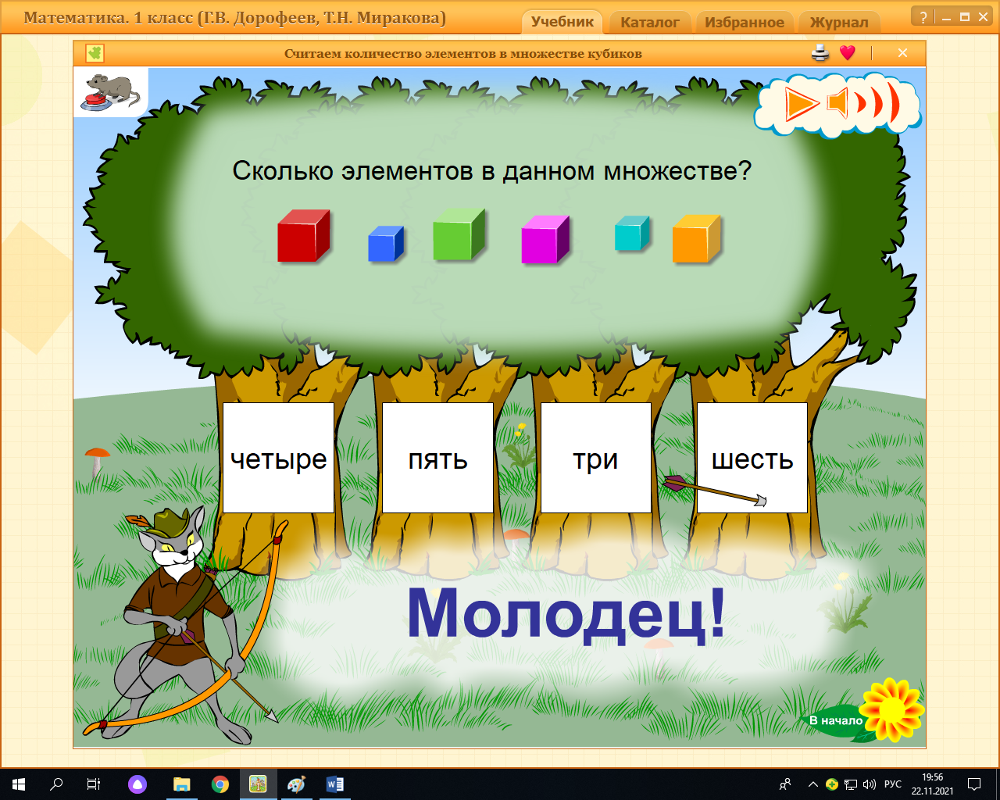 Математика. 1 класс (Г.В. Дорофеев, Т.Н. Миракова)
Учебник
Каталог
Избранное
Журнал
?
Считаем количество элементов в множестве кубиков
Сколько элементов в данном множестве?
четыре
пять
три
шесть
Молодец!
В начало
РУС
19:56
22.11.2021